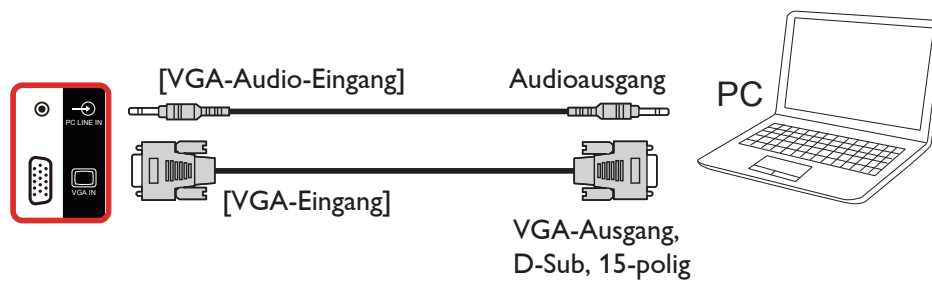 [VGA-Audio-Eingang]
Audioausgang
PC
PC LINE IN
VGA IN
[VGA-Eingang]
VGA-Ausgang,
D-Sub, 15-polig